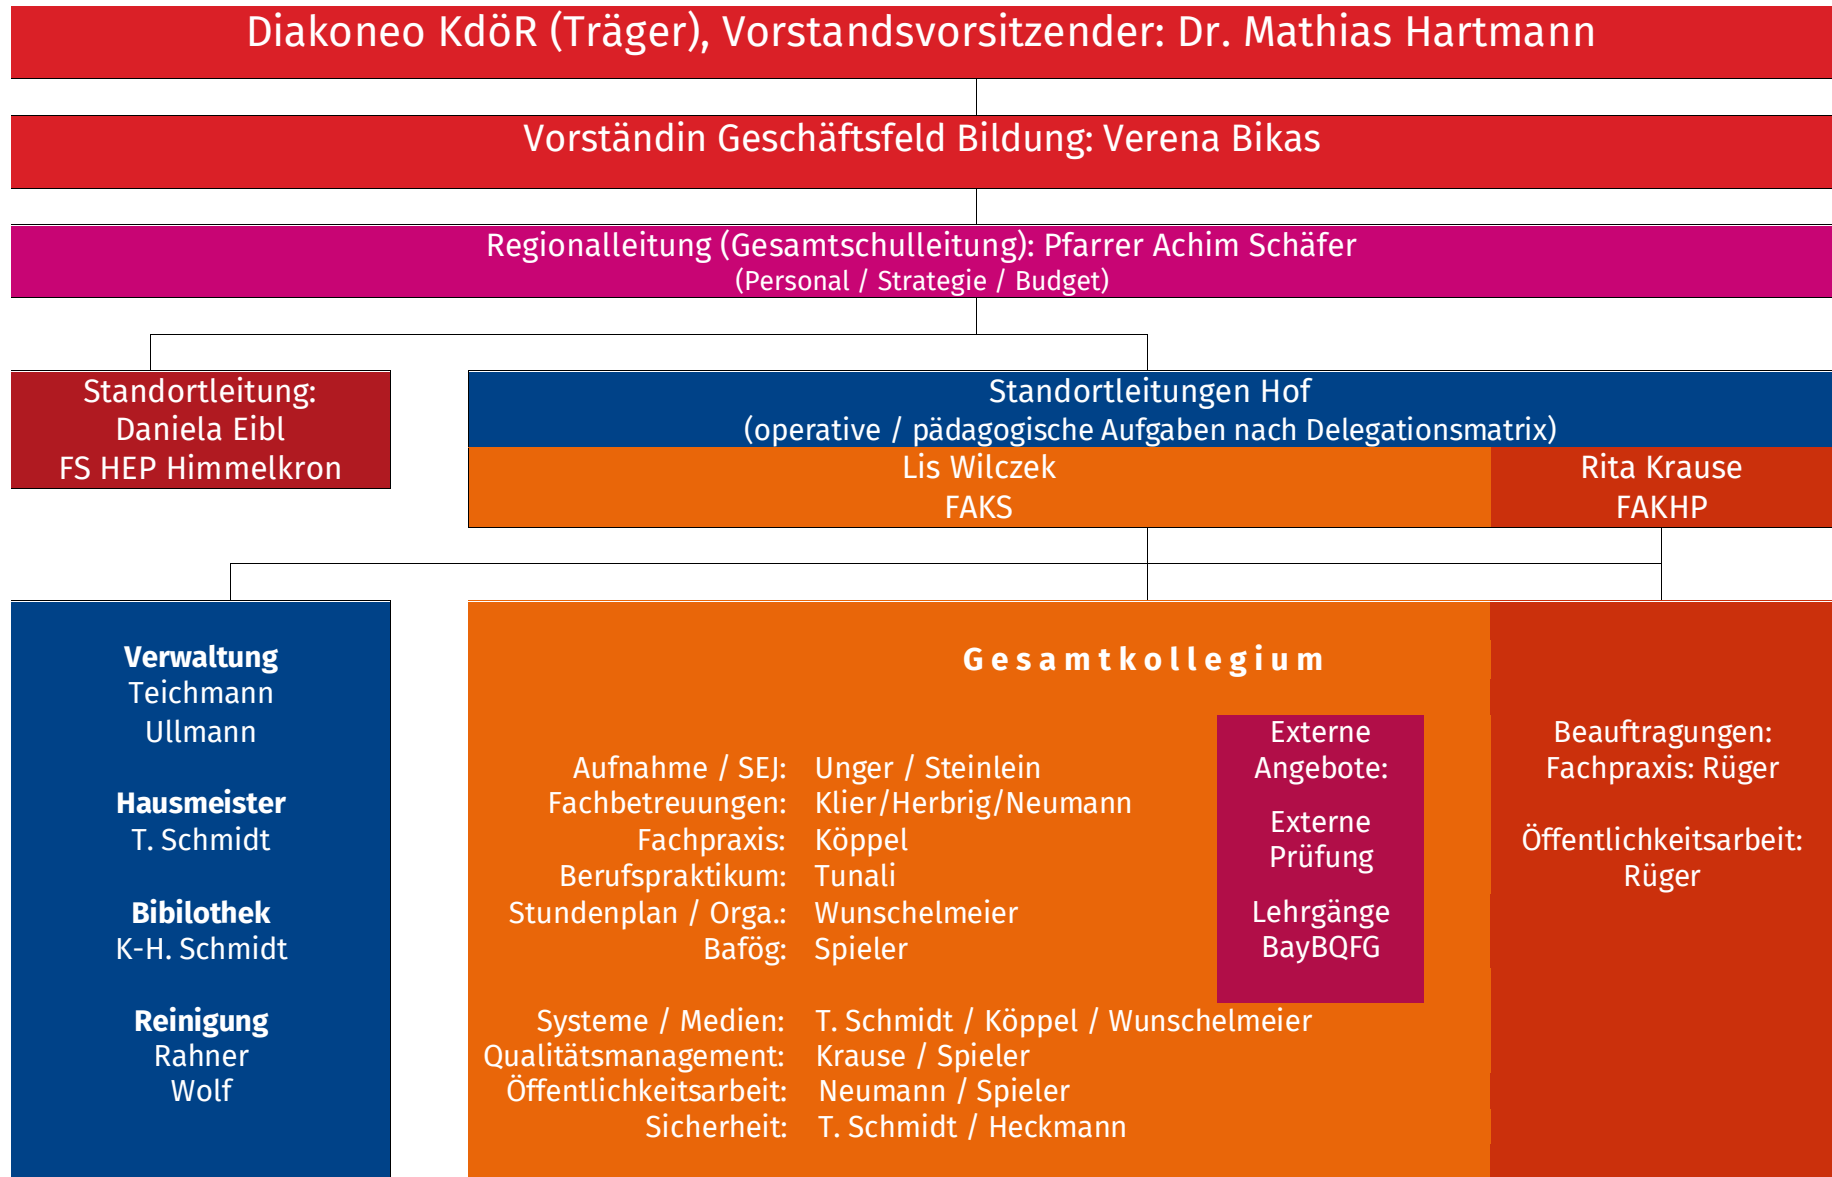 Diakoneo KdöR (Träger), Vorstandsvorsitzender: Dr. Mathias Hartmann
Vorständin Geschäftsfeld Bildung: Verena Bikas
Regionalleitung (Gesamtschulleitung): Pfarrer Achim Schäfer
(Personal / Strategie / Budget)
Standortleitung:
Daniela Eibl
FS HEP Himmelkron
Standortleitungen Hof
(operative / pädagogische Aufgaben nach Delegationsmatrix)
Lis Wilczek
FAKS
Rita Krause
FAKHP
Verwaltung
Teichmann
Ullmann
Hausmeister
T. Schmidt
Bibilothek
K-H. Schmidt
Reinigung
Rahner
Wolf
Gesamtkollegium
Aufnahme / SEJ: Unger / Steinlein
Fachbetreuungen: Klier/Herbrig/Neumann
Fachpraxis: Köppel
Berufspraktikum: Tunali
Stundenplan / Orga.: Wunschelmeier
Bafög: Spieler
Systeme / Medien: T. Schmidt / Köppel / Wunschelmeier
Qualitätsmanagement: Krause / Spieler
Öffentlichkeitsarbeit: Neumann / Spieler
Sicherheit: T. Schmidt / Heckmann
Externe
Angebote:
Externe
Prüfung
Lehrgänge
BayBQFG
Beauftragungen:
Fachpraxis: Rüger
Öffentlichkeitsarbeit:
Rüger